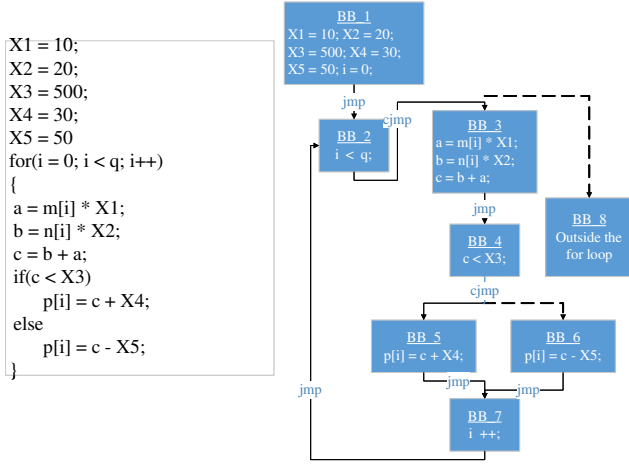 X1 = 10;
X2 = 20;
X3 = 500;
X4 = 30;
X5 = 50
for(i = 0; i < q; i++)
{
a = m[i] * X1;
b = n[i] * X2;
c = b + a;
if(c < X3)
p[i] = c + X4;
else
p[i] = c - X5;
}
BB_1
X1 = 10; X2 = 20;
X3 = 500; X4 = 30;
X5 = 50; i = 0;
jmp
cjmp
BB_2
i < q;
BB_3
a = m[i] * X1;
b = n[i] * X2;
c = b + a;
jmp
BB_8
Outside the
for loop
BB_4
c < X3;
cjmp
BB_5
p[i] = c + X4;
BB_6
p[i] = c - X5;
jmp
jmp
jmp
BB_7
i ++;